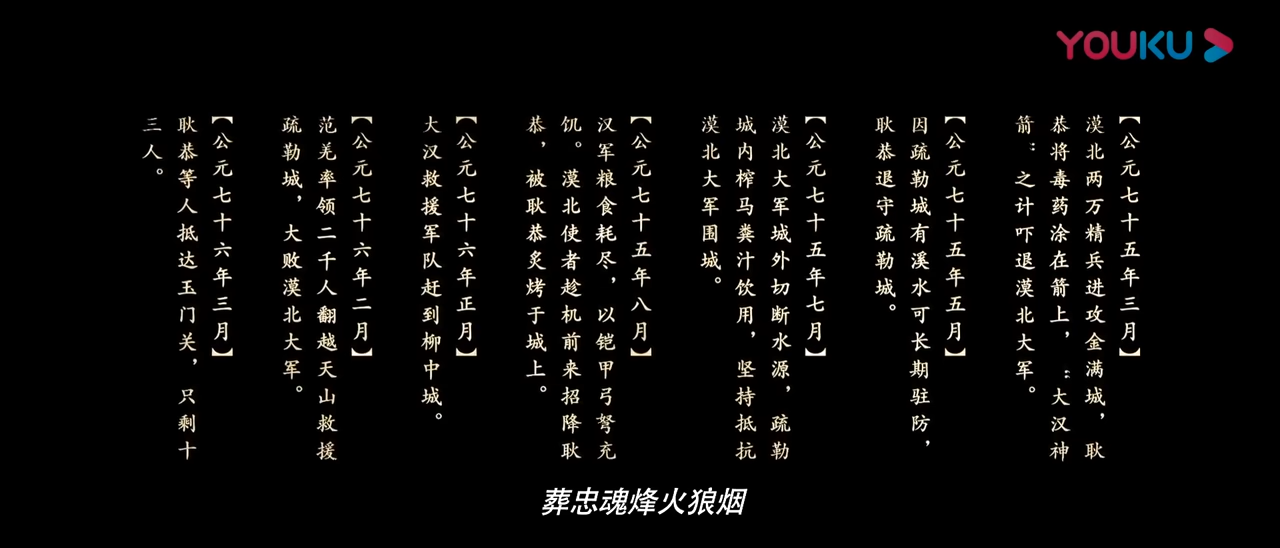 YOUKU
【公元七十五年三月】
漠北两万精兵进攻金满城，耿
恭将毒药涂在箭上，“大汉神
箭”之计吓退漠北大军。
【公元七十五年五月】
因疏勒城有溪水可长期驻防，
耿恭退守疏勒城。
【公元七十五年七月】
漠北大军城外切断水源，疏勒
城内榨马粪汁饮用，坚持抵抗
漠北大军围城。
【公元七十五年八月】
汉军粮食耗尽，以铠甲弓弩充
饥。漠北使者趁机前来招降耿
恭，被耿恭炙烤于城上。
【公元七十六年正月】
大汉救援军队赶到柳中城。
【公元七十六年二月】
范羌率领二千人翻越天山救援
疏勒城，大败漠北大军。
【公元七十六年三月】
耿恭等人抵达玉门关，只剩十
三人。
葬忠魂烽火狼烟